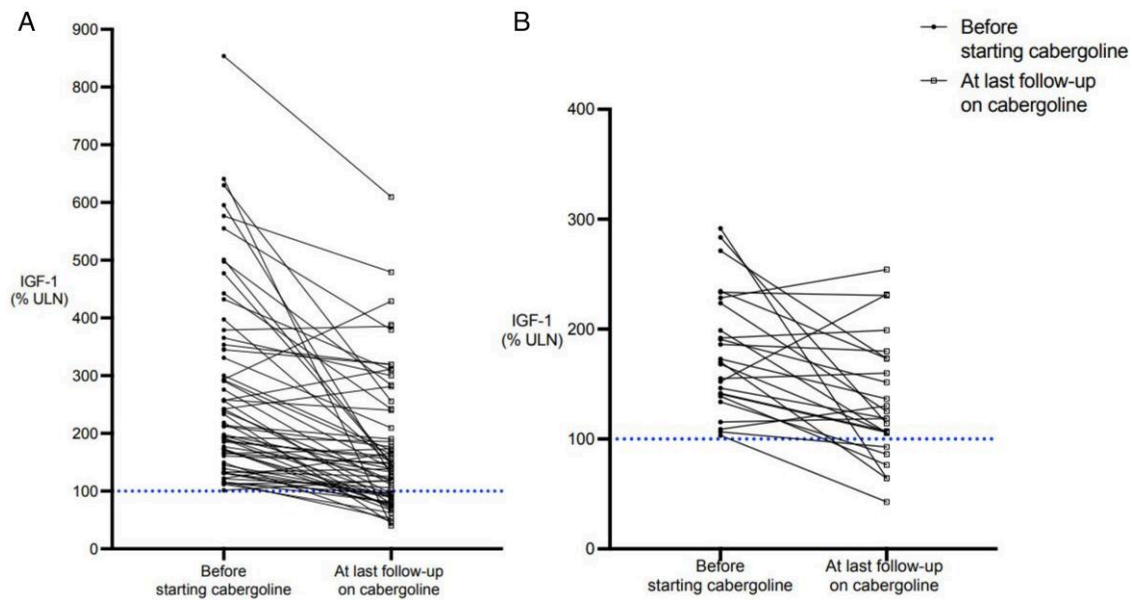 A
900
800
700
600
500
400
300
200
100
0
IGF-1
(% ULN)
Before
starting cabergoline
At last follow-up
on cabergoline
B
Before
starting cabergoline
At last follow-up
on cabergoline
400
300
200
100
0
IGF-1
(% ULN)
Before
starting cabergoline
At last follow-up
on cabergoline